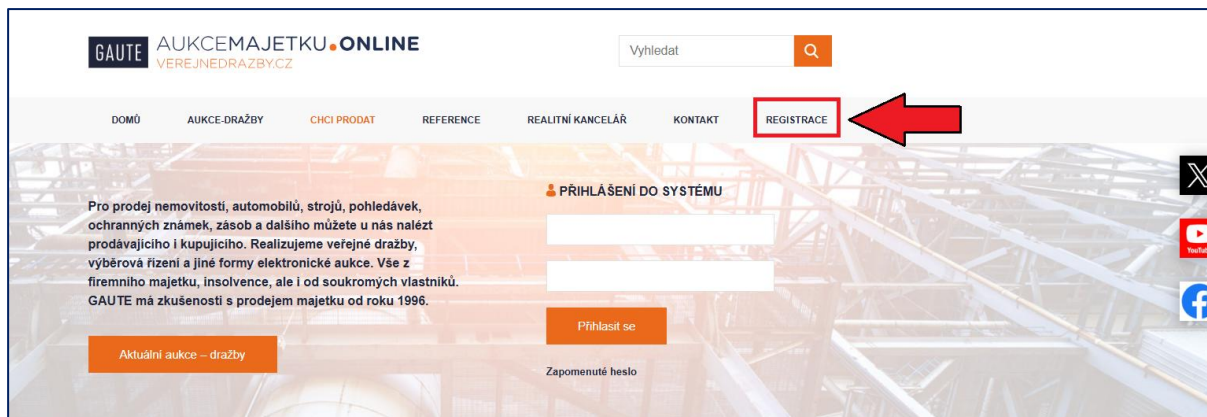 GAUTE
AUKCEMAJETKU.ONLINE
VEREJNEDRAZBY.CZ
Vyhledat
DOMŮ AUKCE-DRAŽBY CHCI PRODAT REFERENCE REALITNÍ KANCELÁŘ KONTAKT REGISTRACE
Pro prodej nemovitostí, automobilů, strojů, pohledávek,
ochranných známek, zásob a dalšího můžete u nás nalézt
prodávajícího i kupujícího. Realizujeme veřejné dražby,
výběrová řízení a jiné formy elektronické aukce. Vše z
firemního majetku, insolvence, ale i od soukromých vlastníků.
GAUTE má zkušenosti s prodejem majetku od roku 1996.
Aktuální aukce – dražby
PŘIHLÁŠENÍ DO SYSTÉMU
Přihlásit se
Zapomenuté heslo